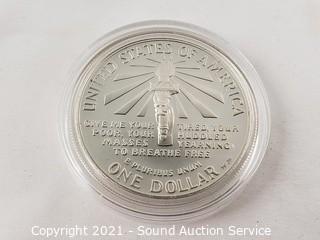 UNITED STATES OF AMERICA
GIVE ME YOUR TIRED, YOUR
POOR, YOUR HUDDLED
MASSES YEARNING
TO BREATHE FREE
E PLURIBUS UNUM
ONE DOLLAR
Copyright 2021 - Sound Auction Service